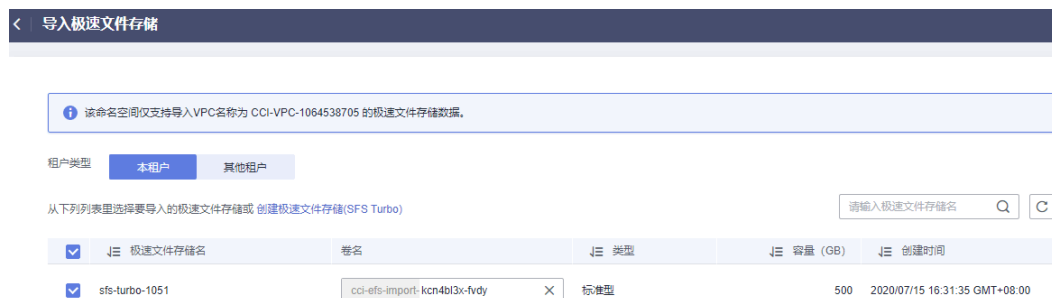 导入极速文件存储
该命名空间仅支持导入VPC名称为 CCI-VPC-1064538705 的极速文件存储数据。
租户类型 本租户 其他租户
从下列列表里选择要导入的极速文件存储或 创建极速文件存储(SFS Turbo) 请输入极速文件存储名
极速文件存储名 卷名 类型 容量 (GB) 创建时间
sfs-turbo-1051 cci-efs-import-kcn4bl3x-fvdy 标准型 500 2020/07/15 16:31:35 GMT+08:00